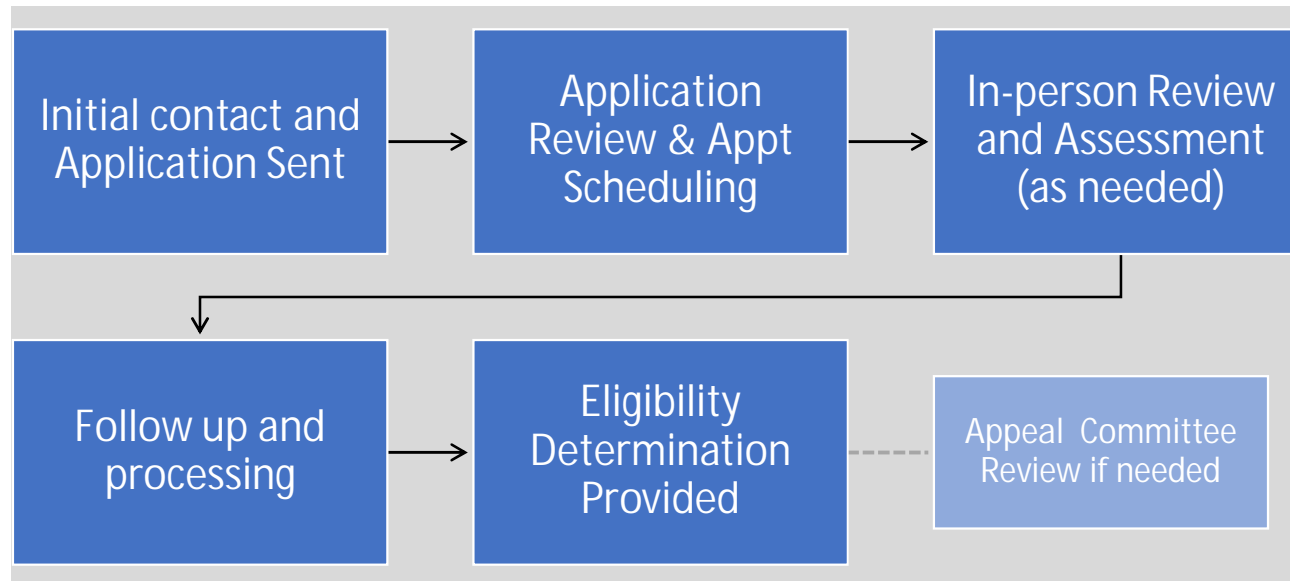 Initial contact and
Application Sent
Application
Review & Appt
Scheduling
In-person Review
and Assessment
(as needed)
Follow up and
processing
Eligibility
Determination
Provided
Appeal Committee
Review if needed